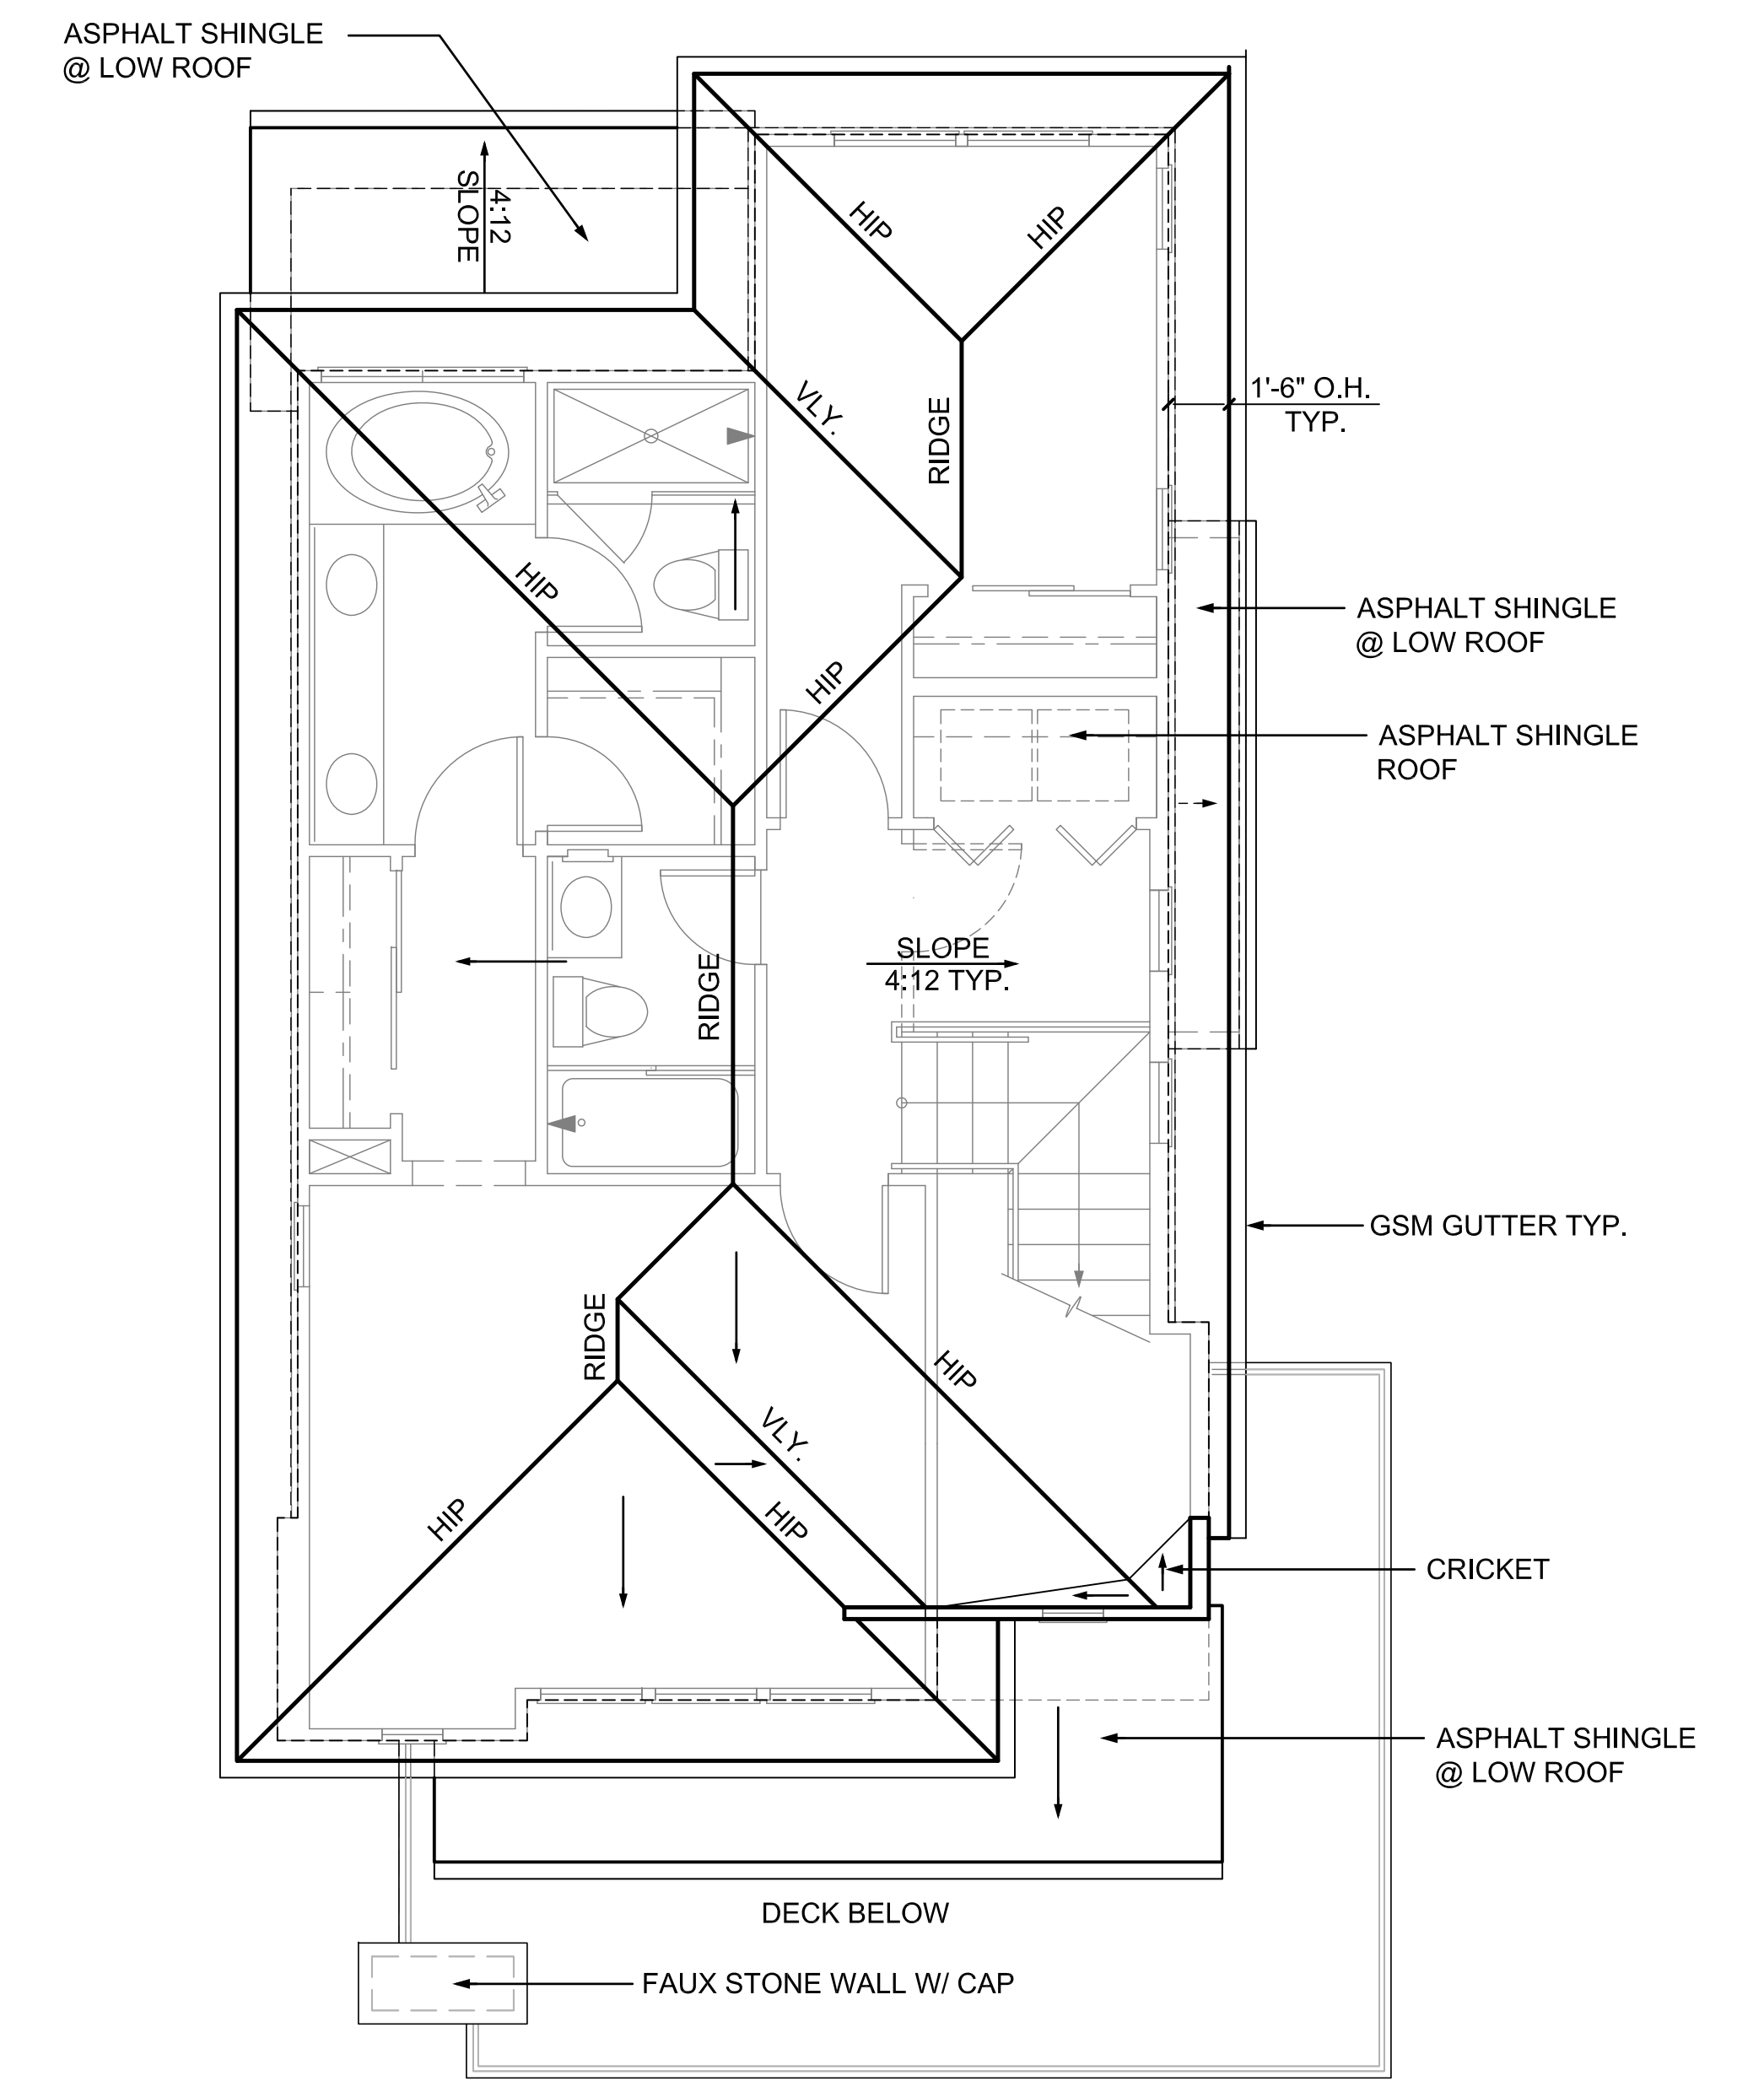 ASPHALT SHINGLE
@ LOW ROOF
4:12
SLOPE
HIP
HIP
VLY.
RIDGE
1'-6" O.H.
TYP.
HIP
ASPHALT SHINGLE
@ LOW ROOF
HIP
ASPHALT SHINGLE
ROOF
RIDGE
SLOPE
4:12 TYP.
GSM GUTTER TYP.
RIDGE
HIP
VLY.
HIP
HIP
CRICKET
ASPHALT SHINGLE
@ LOW ROOF
DECK BELOW
FAUX STONE WALL W/ CAP